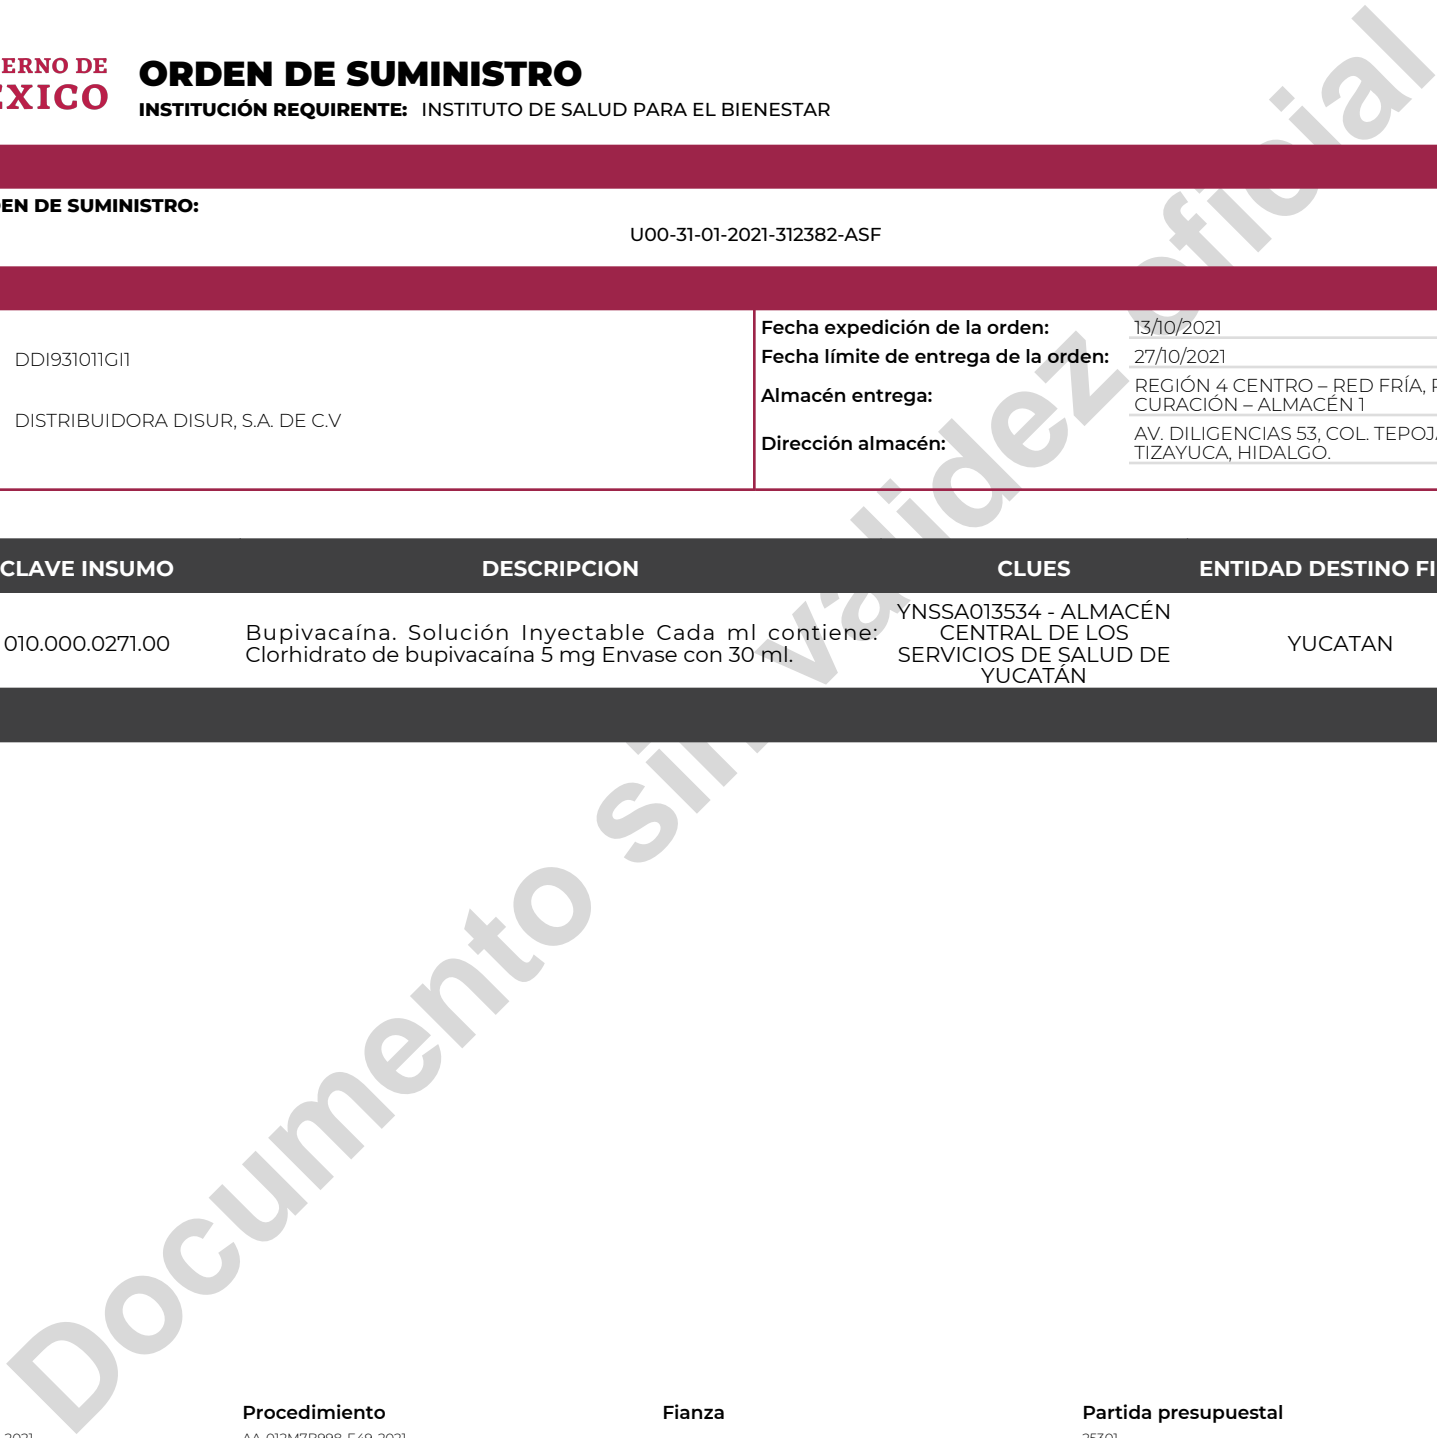 ORDEN DE SUMINISTRO
INSTITUCIÓN REQUIRENTE: INSTITUTO DE SALUD PARA EL BIENESTAR
ERNO DE
EXICO
EN DE SUMINISTRO:
U00-31-01-2021-312382-ASF
DDI931011GI1
DISTRIBUIDORA DISUR, S.A. DE C.V
Fecha expedición de la orden: 13/10/2021
Fecha límite de entrega de la orden: 27/10/2021
Almacén entrega: REGIÓN 4 CENTRO – RED FRÍA,
CURACIÓN – ALMACÉN 1
Dirección almacén: AV. DILIGENCIAS 53, COL. TEPOJA
TIZAYUCA, HIDALGO.
CLAVE INSUMO DESCRIPCION CLUES ENTIDAD DESTINO FI
010.000.0271.00
Bupivacaína. Solución Inyectable Cada ml contiene:
Clorhidrato de bupivacaína 5 mg Envase con 30 ml.
YNSSA013534 - ALMACÉN
CENTRAL DE LOS
SERVICIOS DE SALUD DE
YUCATÁN
YUCATAN
Documento sin validez oficial
Procedimiento Fianza Partida presupuestal